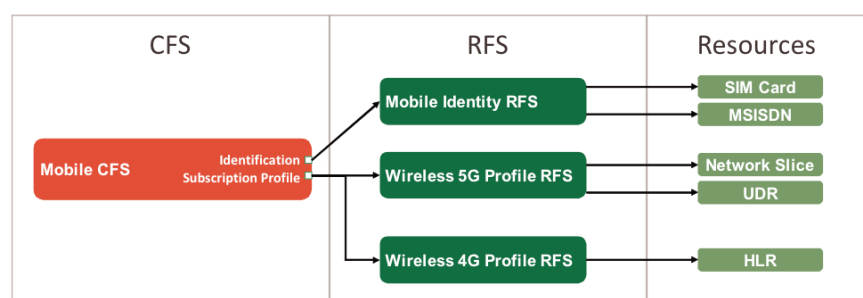 CFS
RFS
Resources
Mobile CFS
Identification
Subscription Profile
Mobile Identity RFS
Wireless 5G Profile RFS
Wireless 4G Profile RFS
SIM Card
MSISDN
Network Slice
UDR
HLR